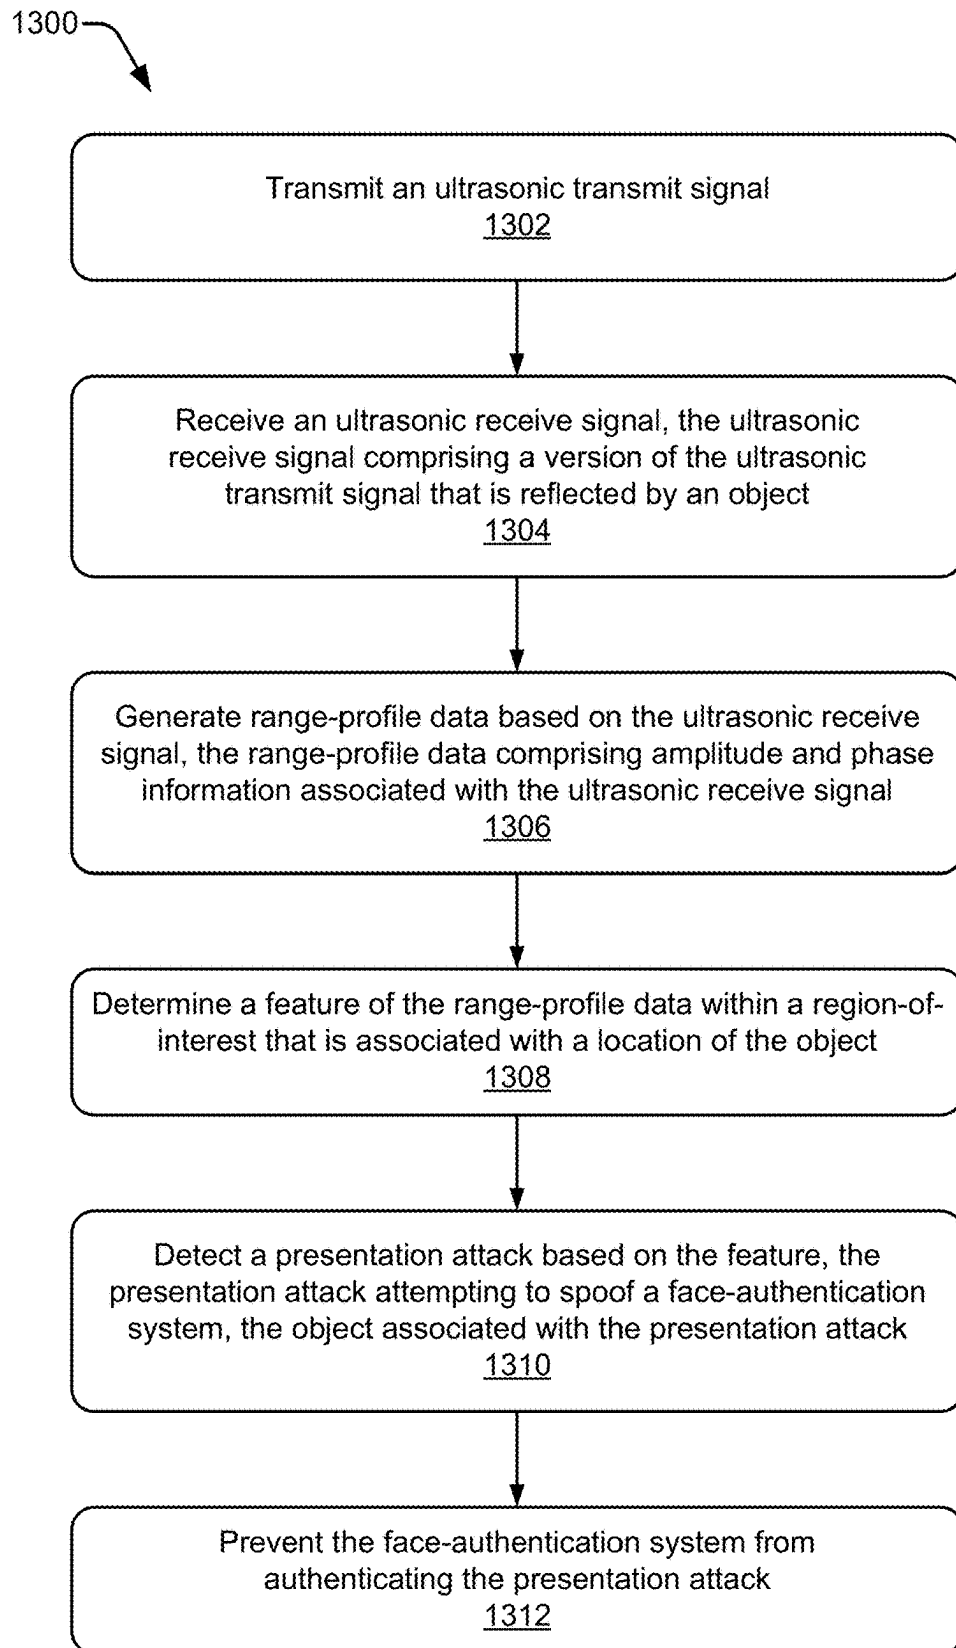 1300
Transmit an ultrasonic transmit signal
1302
Receive an ultrasonic receive signal, the ultrasonic
receive signal comprising a version of the ultrasonic
transmit signal that is reflected by an object
1304
Generate range-profile data based on the ultrasonic receive
signal, the range-profile data comprising amplitude and phase
information associated with the ultrasonic receive signal
1306
Determine a feature of the range-profile data within a region-of-
interest that is associated with a location of the object
1308
Detect a presentation attack based on the feature, the
presentation attack attempting to spoof a face-authentication
system, the object associated with the presentation attack
1310
Prevent the face-authentication system from
authenticating the presentation attack
1312